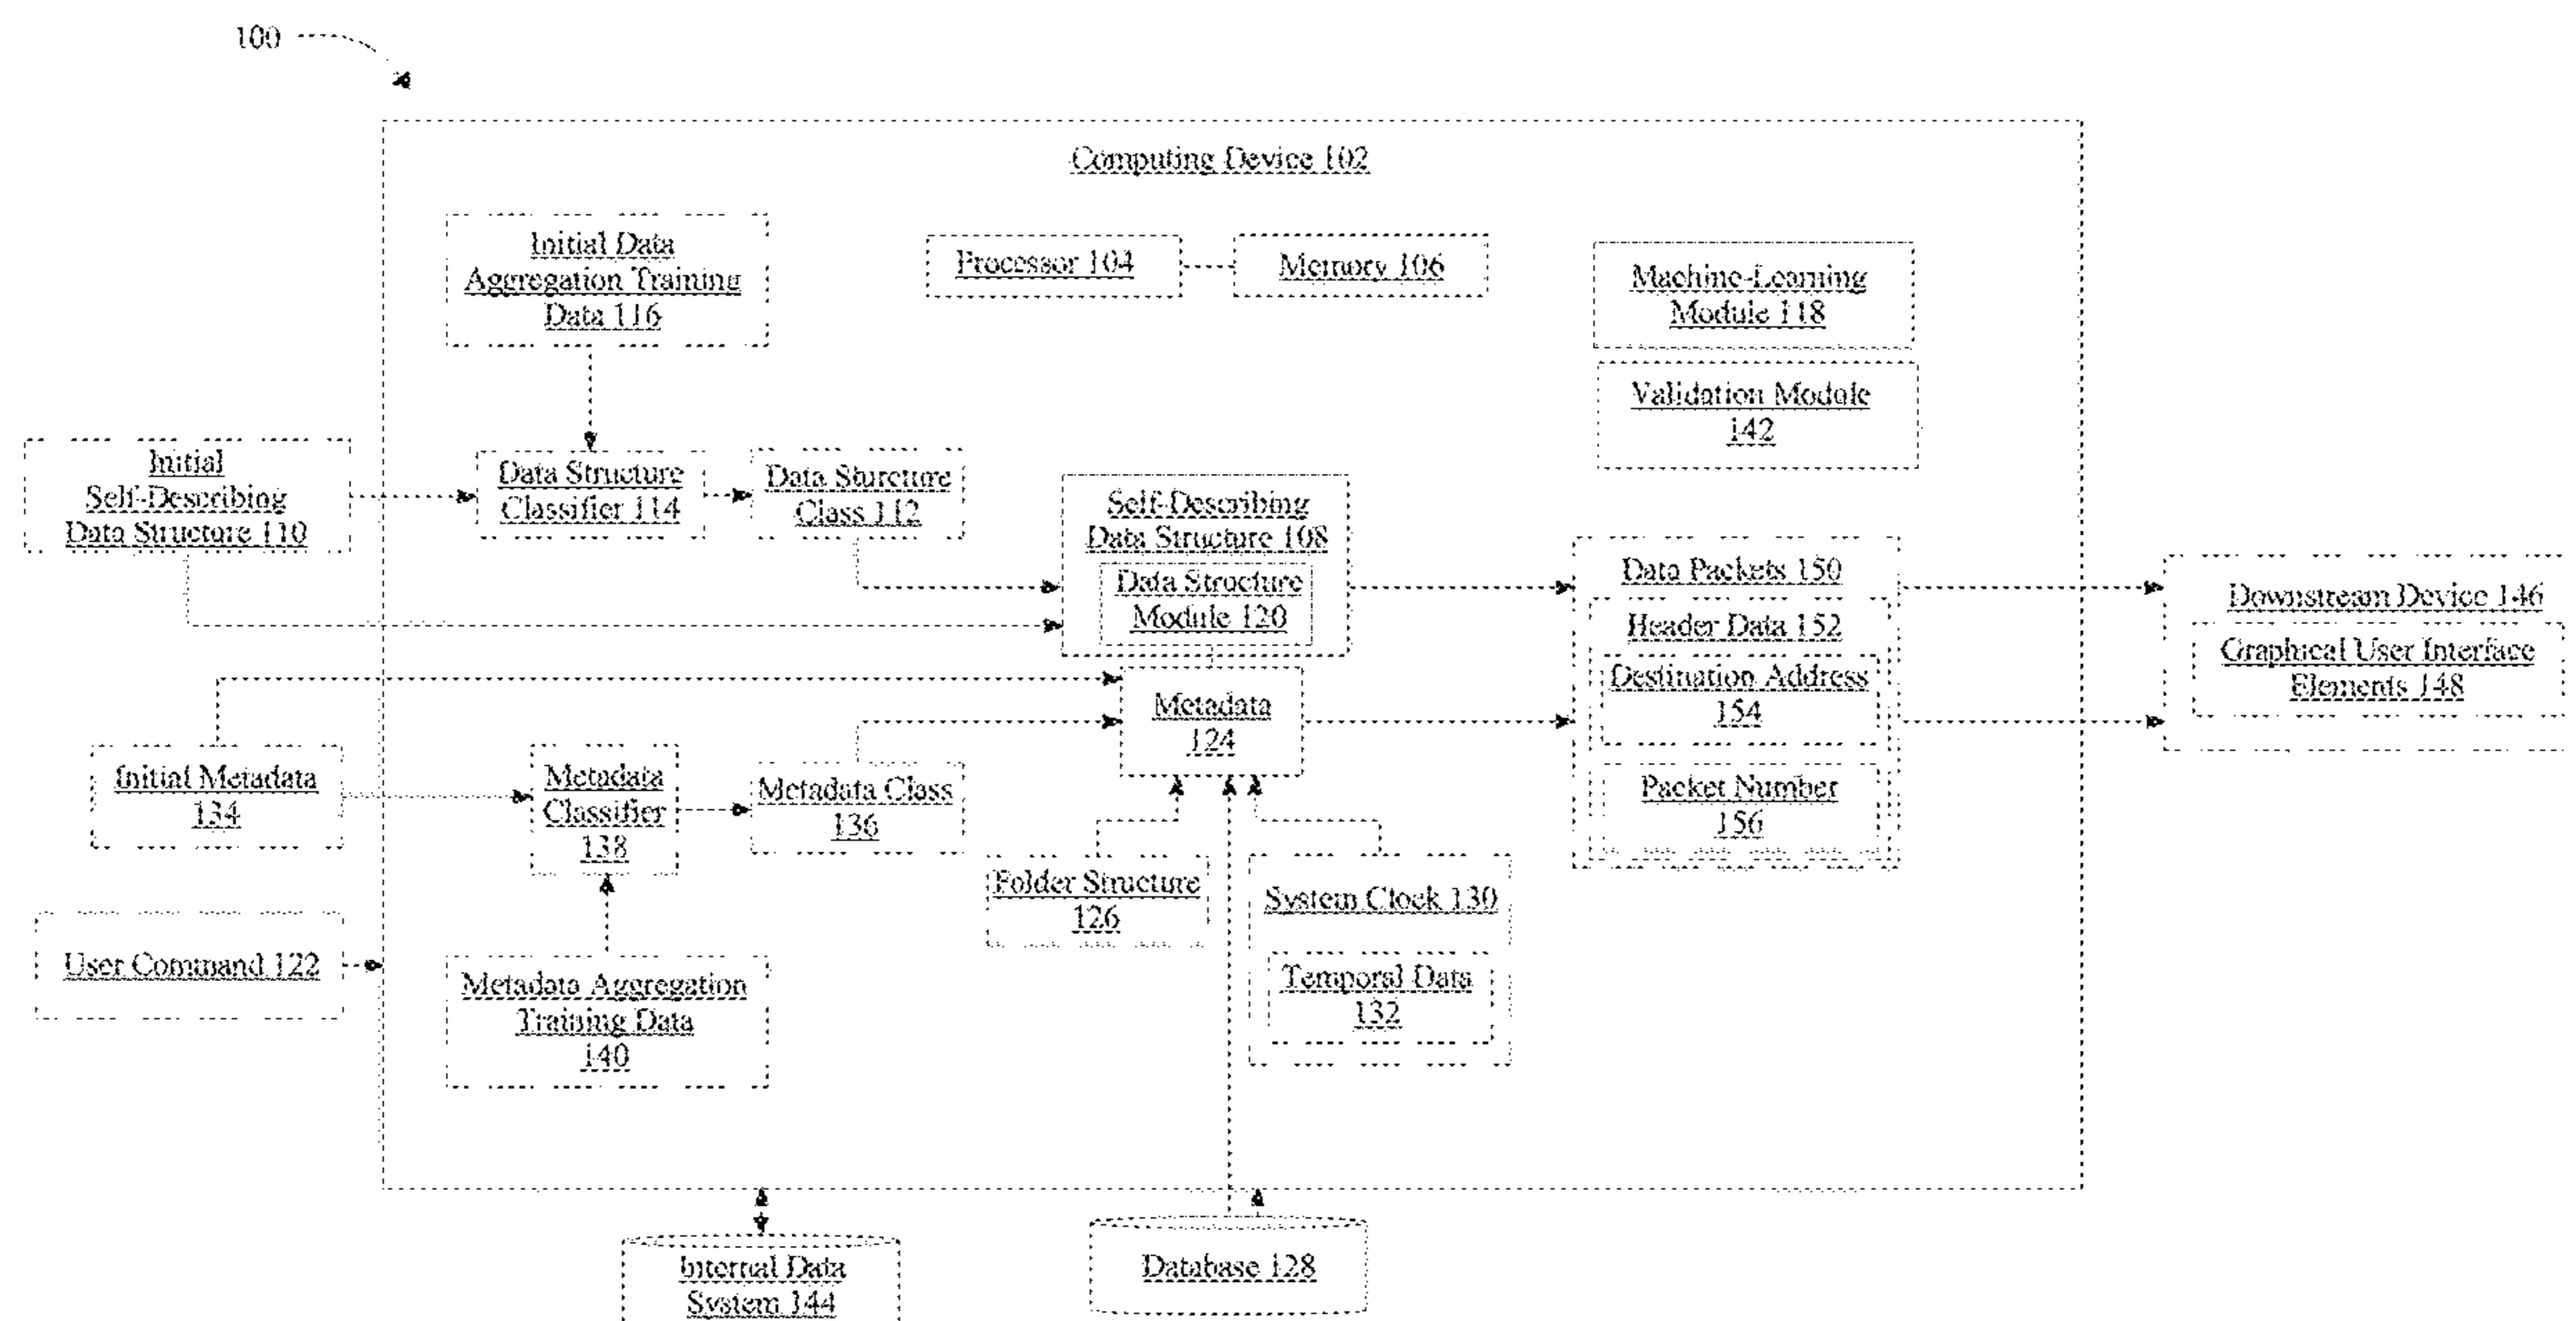 100
Computing Device 102
Initial Data
Aggregation Training
Data 116
Processor 104
Memory 106
Machine-Learning
Module 118
Validation Module
142
Initial
Self-Describing
Data Structure 110
Data Structure
Classifier 114
Data Sturcture
Class 112
Self-Describing
Data Structure 108
Data Structure
Module 120
Data Packets 150
Header Data 152
Destination Address
154
Packet Number
156
Downstream Device 146
Graphical User Interface
Elements 148
Metadata
124
Initial Metadata
134
Metadata
Classifier
138
Metadata Class
136
Folder Structure
126
System Clock 130
Temporal Data
132
User Command 122
Metadata Aggregation
Training Data
140
Internal Data
System 144
Database 128